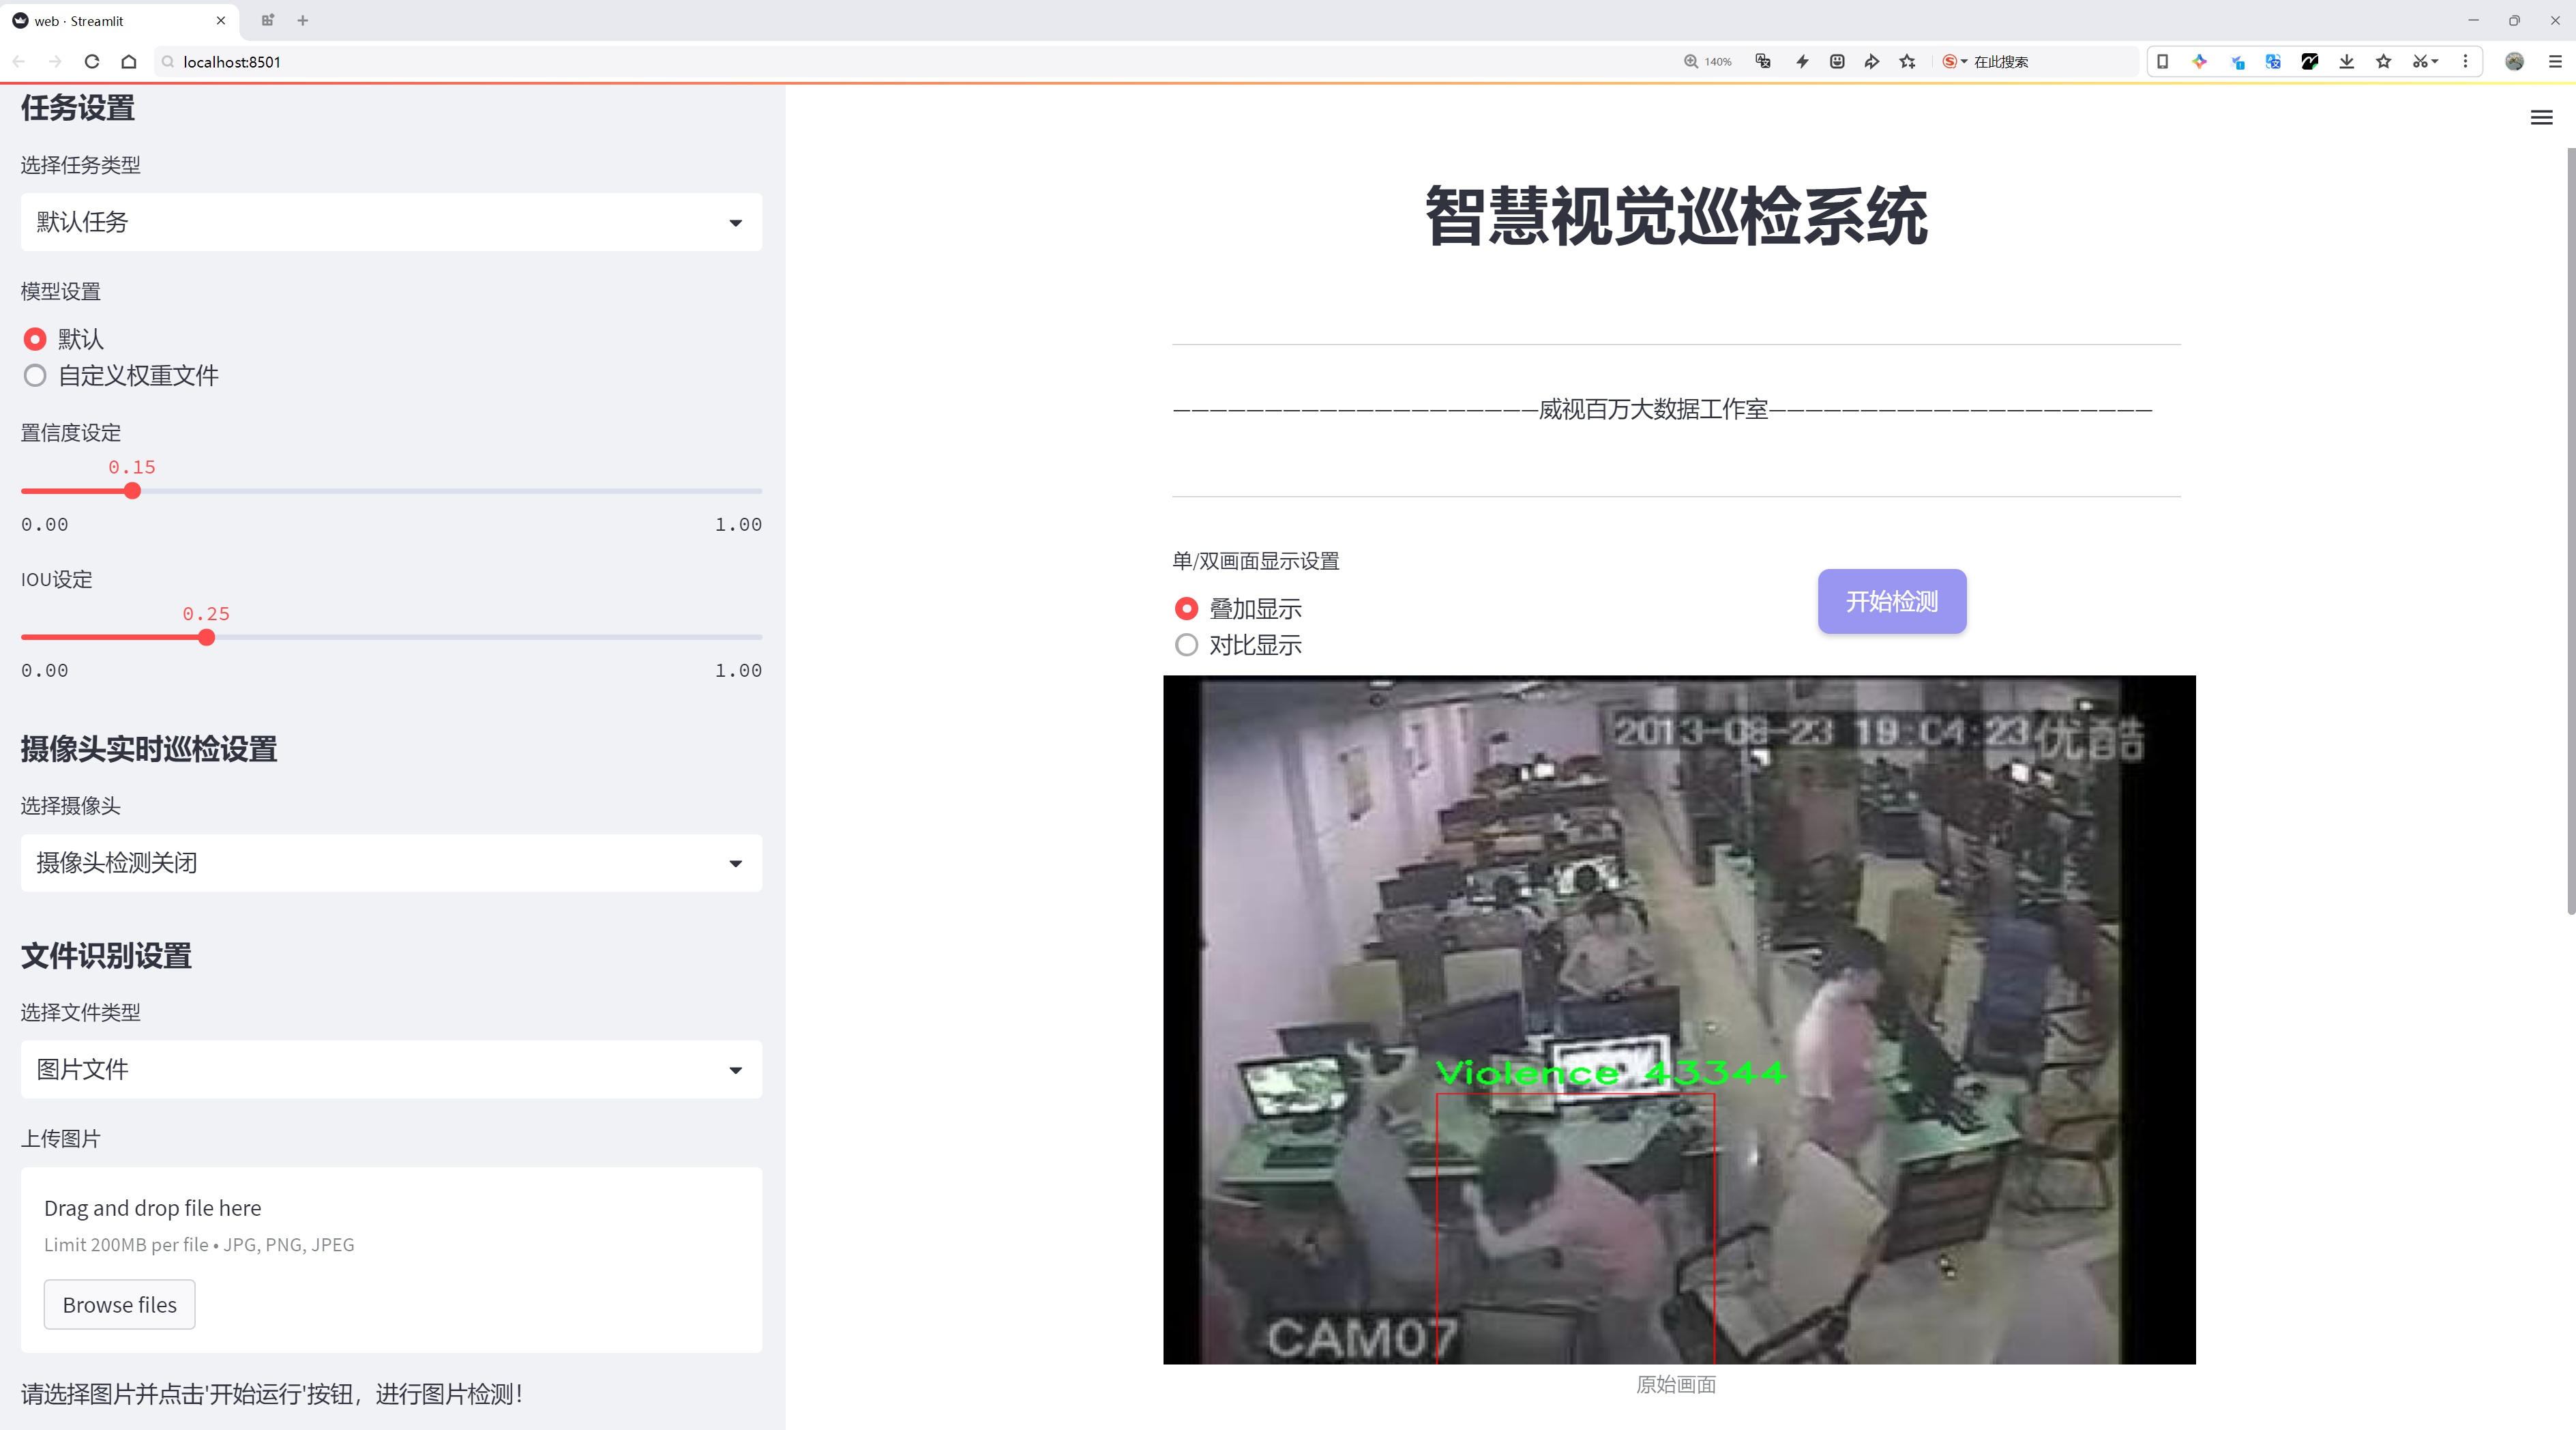 web · Streamlit
localhost:8501
140%
在此搜索
任务设置
选择任务类型
默认任务
模型设置
默认
自定义权重文件
置信度设定
0.15
0.00
1.00
IOU设定
0.25
0.00
1.00
摄像头实时巡检设置
选择摄像头
摄像头检测关闭
文件识别设置
选择文件类型
图片文件
上传图片
Drag and drop file here
Limit 200MB per file • JPG, PNG, JPEG
Browse files
请选择图片并点击'开始运行'按钮，进行图片检测！
智慧视觉巡检系统
————————————————————威视百万大数据工作室—————————————————————
单/双画面显示设置
叠加显示
对比显示
开始检测
2013-08-23 19:04:23优酷
Violence 43344
CAM07
原始画面